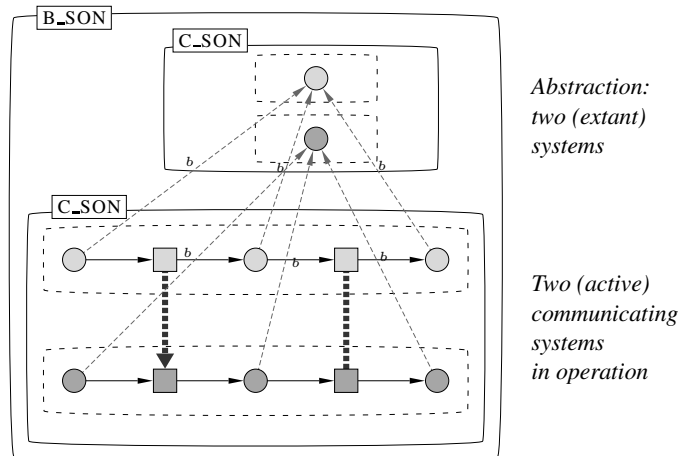 B_SON
C_SON
Abstraction:
two (extant)
systems
b
b
b
C_SON
b
b
b
Two (active)
communicating
systems
in operation